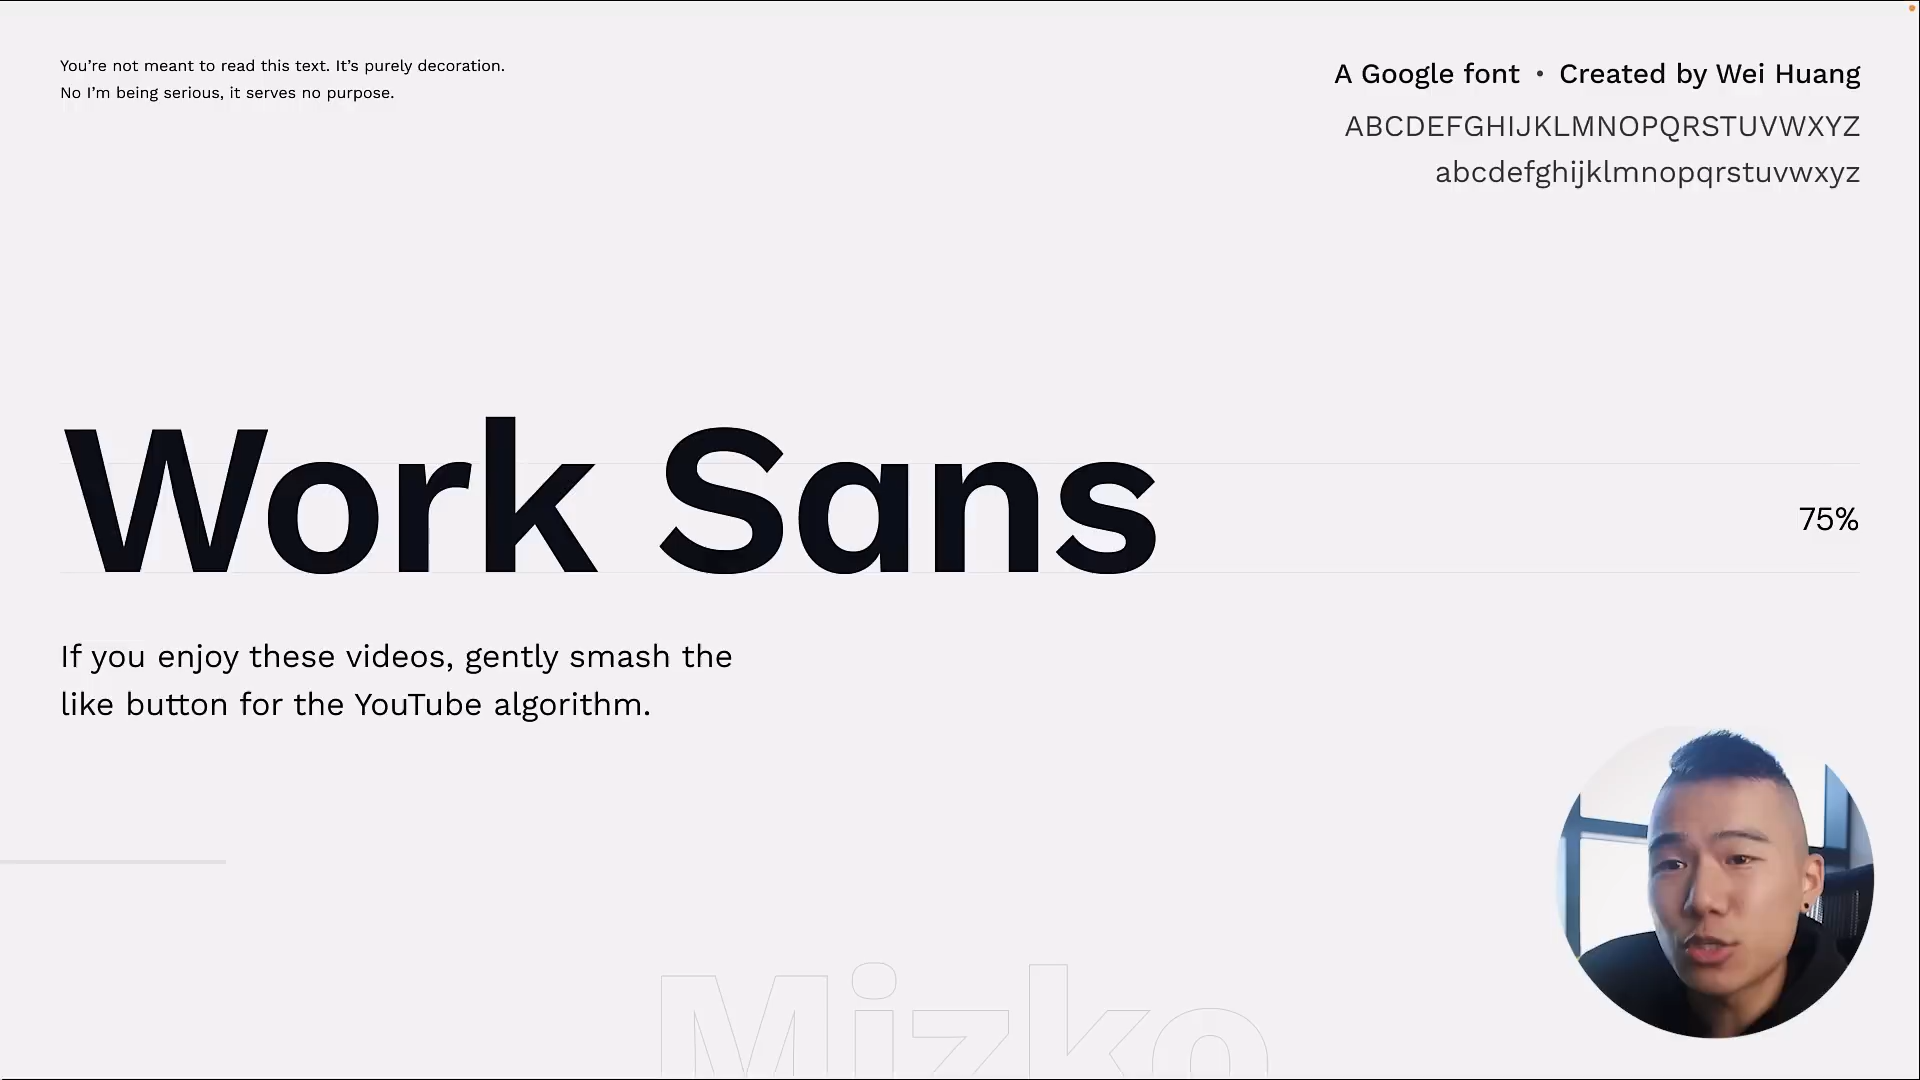 You're not meant to read this text. It's purely decoration.
No I'm being serious, it serves no purpose.
A Google font • Created by Wei Huang
ABCDEFGHIJKLMNOPQRSTUVWXYZ
abcdefghijklmnopqrstuvwxyz
Work Sans
75%
If you enjoy these videos, gently smash the
like button for the YouTube algorithm.
Mizko